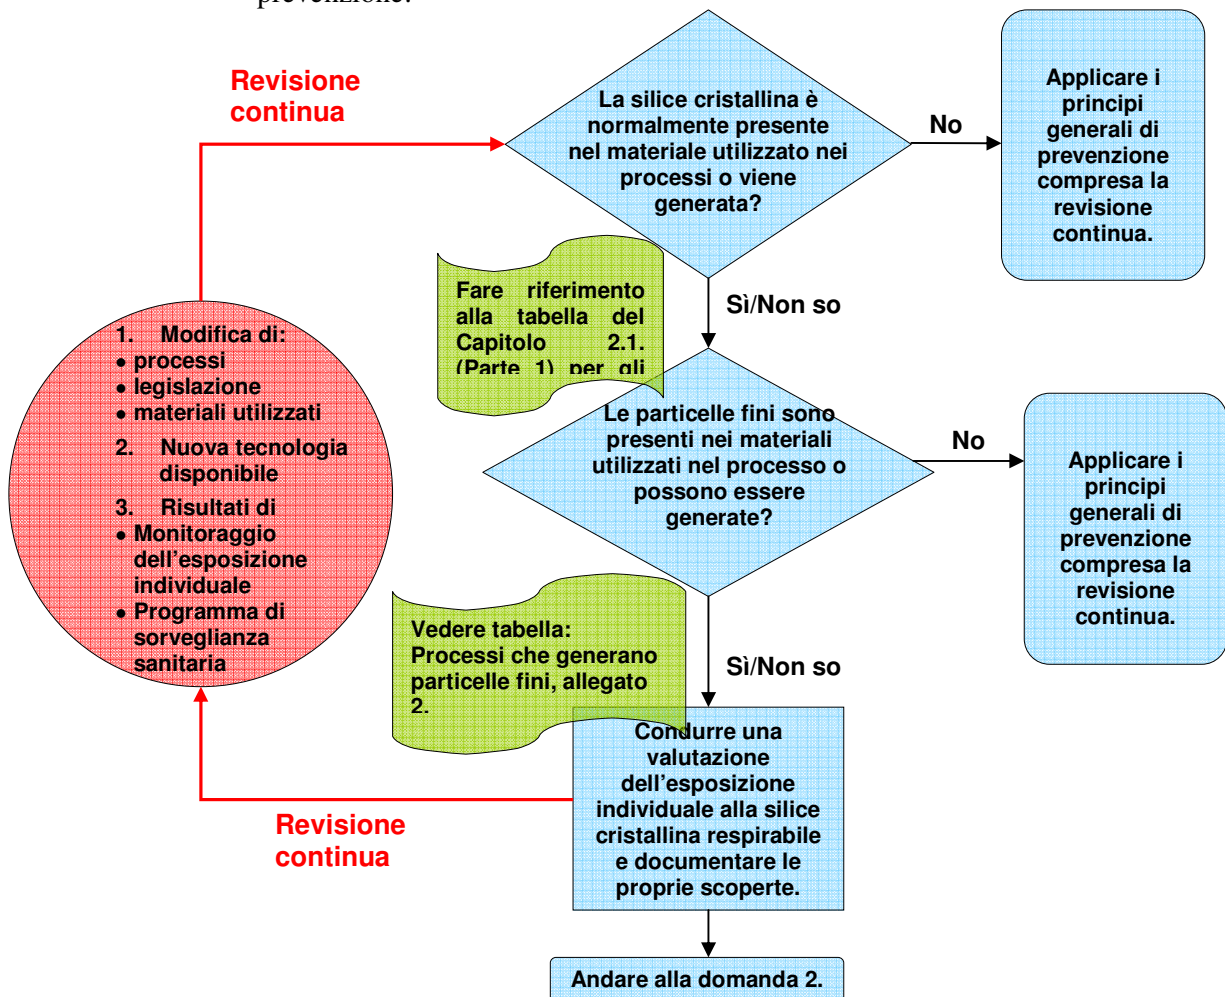 prevenzione.
Revisione
continua
La silice cristallina è
normalmente presente
nel materiale utilizzato nei
processi o viene
generata?
No
Applicare i
principi
generali di
prevenzione
compresa la
revisione
continua.
Fare riferimento
alla tabella del
Capitolo 2.1.
(Parte 1) per gli
Sì/Non so
1. Modifica di:
• processi
• legislazione
• materiali utilizzati
2. Nuova tecnologia
disponibile
3. Risultati di
• Monitoraggio
dell'esposizione
individuale
• Programma di
sorveglianza
sanitaria
Le particelle fini sono
presenti nei materiali
utilizzati nel processo o
possono essere
generate?
No
Applicare i
principi
generali di
prevenzione
compresa la
revisione
continua.
Vedere tabella:
Processi che generano
particelle fini, allegato
2.
Sì/Non so
Condurre una
valutazione
dell'esposizione
individuale alla silice
cristallina respirabile
e documentare le
proprie scoperte.
Revisione
continua
Andare alla domanda 2.